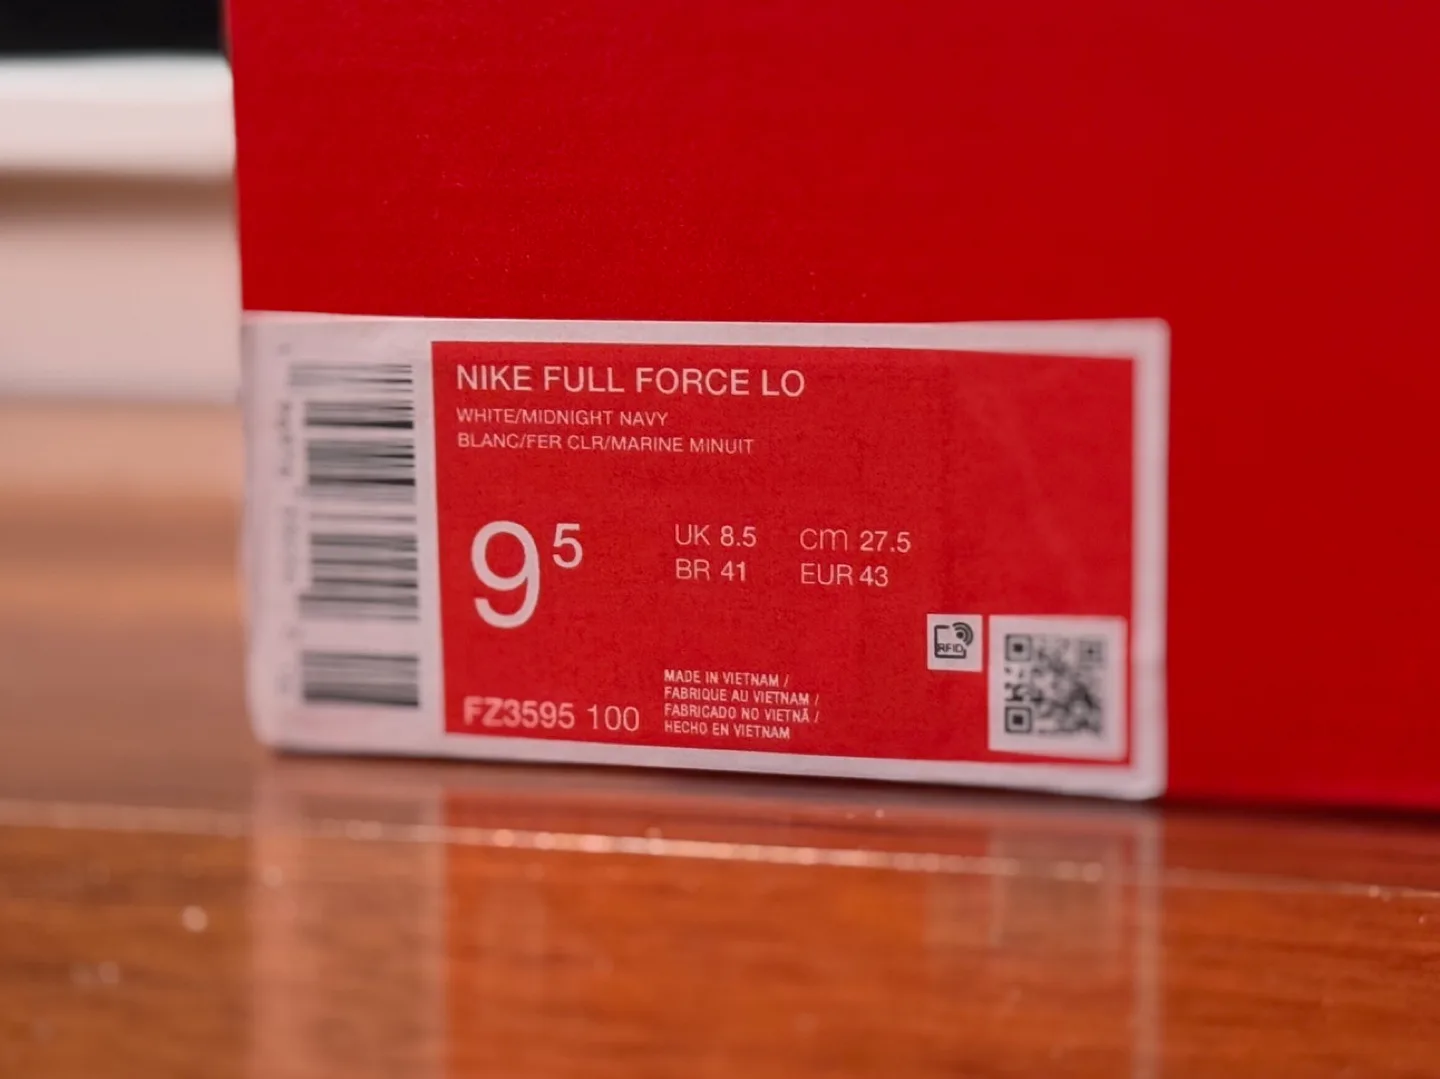 NIKE FULL FORCE LO
WHITE/MIDNIGHT NAVY
BLANC/FER CLR/MARINE MINUIT
9 5
UK 8.5 cm 27.5
BR 41 EUR 43
RFID
MADE IN VIETNAM /
FABRIQUE AU VIETNAM /
FABRICADO NO VIETNÃ /
HECHO EN VIETNAM
FZ3595 100